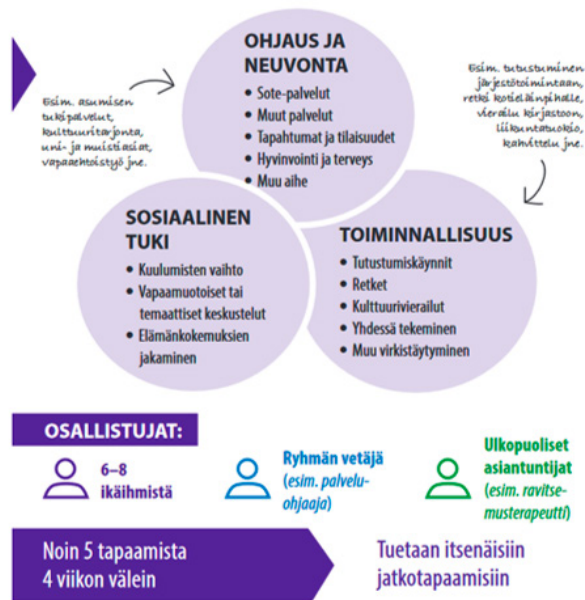 OHJAUS JA
NEUVONTA
• Sote-palvelut
• Muut palvelut
• Tapahtumat ja tilaisuudet
• Hyvinvointi ja terveys
• Muu aihe
Esim. asumisen
tukipalvelut,
kulttuuritarjonta,
uni- ja muistiasiat,
vapaaehtoistyö jne.
Esim. tutustuminen
järjestötoimintaan,
retki kotieläinpihalle,
vierailu kirjastoon,
liikuntatuokio,
kahvittelu jne.
SOSIAALINEN
TUKI
• Kuulumisten vaihto
• Vapaamuotoiset tai
temaattiset keskustelut
• Elämänkokemuksien
jakaminen
TOIMINNALLISUUS
• Tutustumiskäynnit
• Retket
• Kulttuurivierailut
• Yhdessä tekeminen
• Muu virkistäytyminen
OSALLISTUJAT:
6–8
ikäihmistä
Ryhmän vetäjä
(esim. palvelu-
ohjaaja)
Ulkopuoliset
asiantuntijat
(esim. ravitse-
musterapeutti)
Noin 5 tapaamista
4 viikon välein
Tuetaan itsenäisiin
jatkotapaamisiin